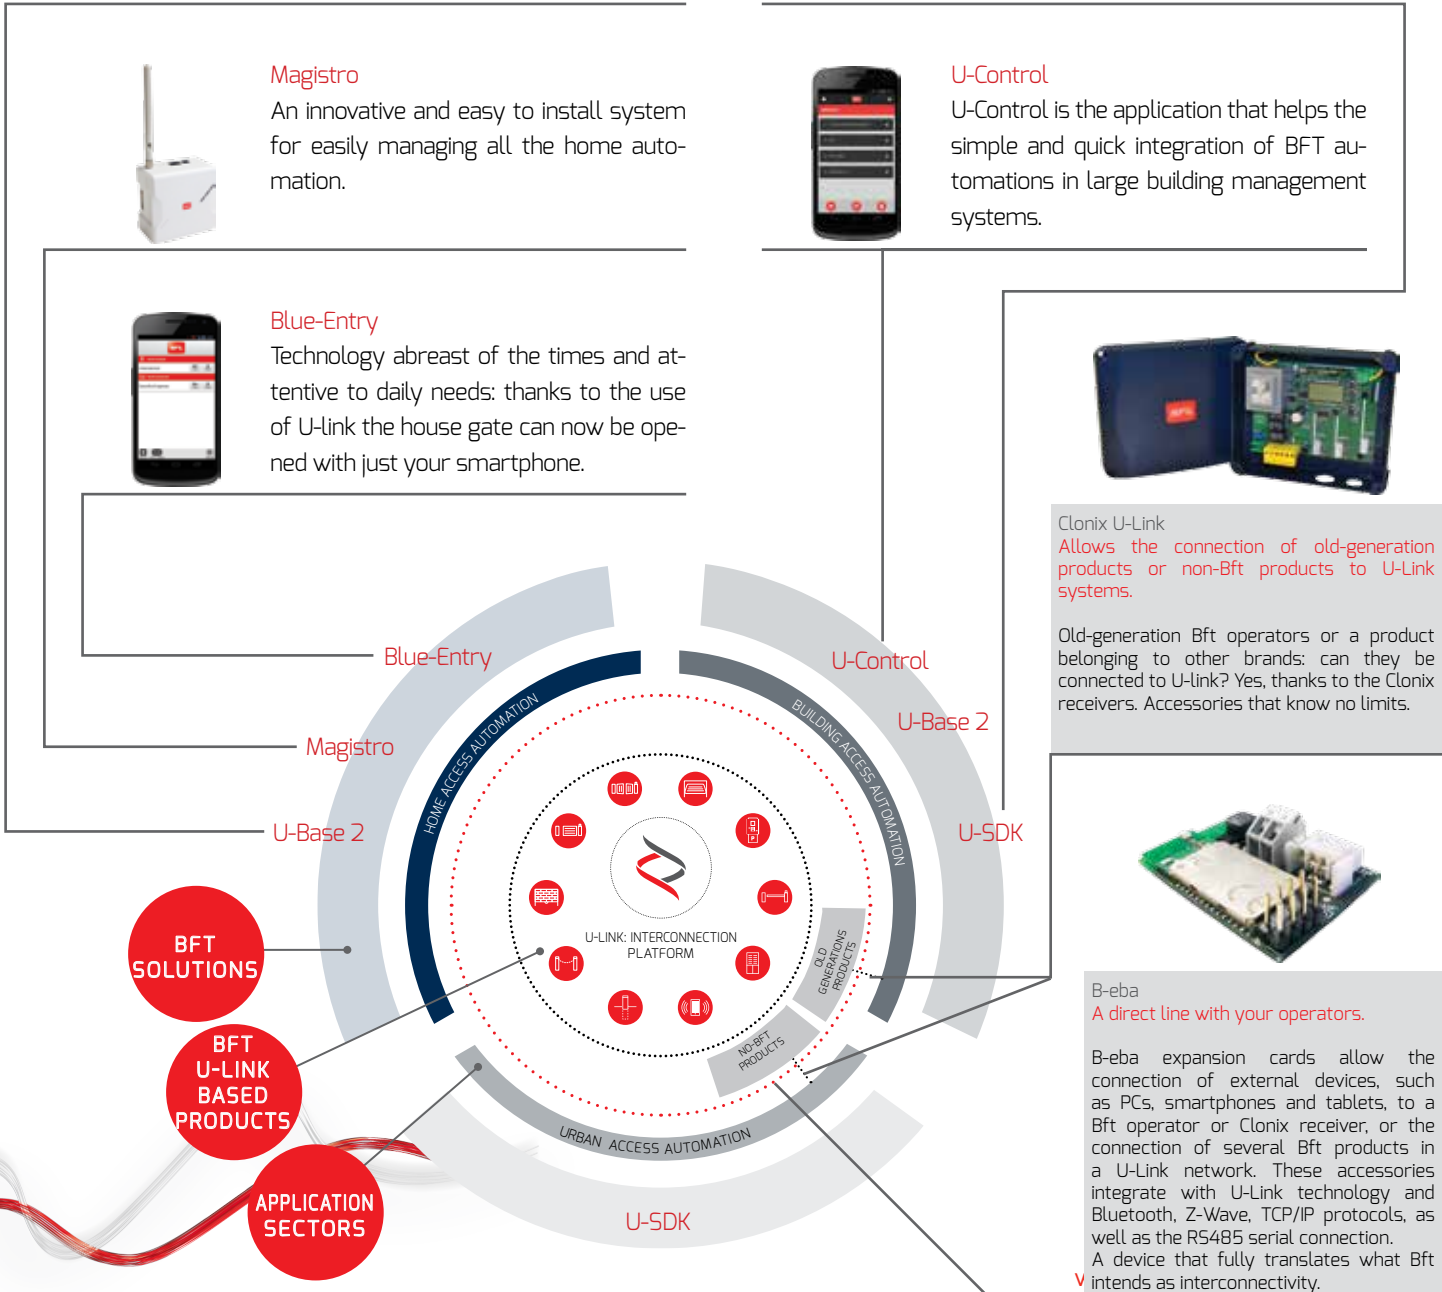 Magistro
An innovative and easy to install system
for easily managing all the home auto-
mation.
U-Control
U-Control is the application that helps the
simple and quick integration of BFT au-
tomations in large building management
systems.
Blue-Entry
Technology abreast of the times and at-
tentive to daily needs: thanks to the use
of U-link the house gate can now be ope-
ned with just your smartphone.
Clonix U-Link
Allows the connection of old-generation
products or non-Bft products to U-Link
systems.
Old-generation Bft operators or a product
belonging to other brands: can they be
connected to U-link? Yes, thanks to the Clonix
receivers. Accessories that know no limits.
Blue-Entry
Magistro
U-Base 2
U-Control
U-Base 2
U-SDK
HOME ACCESS AUTOMATION
BUILDING ACCESS AUTOMATION
U-LINK: INTERCONNECTION
PLATFORM
OLD
GENERATIONS
PRODUCTS
NO-BFT
PRODUCTS
URBAN ACCESS AUTOMATION
U-SDK
BFT
SOLUTIONS
BFT
U-LINK
BASED
PRODUCTS
APPLICATION
SECTORS
B-eba
A direct line with your operators.
B-eba expansion cards allow the
connection of external devices, such
as PCs, smartphones and tablets, to a
Bft operator or Clonix receiver, or the
connection of several Bft products in
a U-Link network. These accessories
integrate with U-Link technology and
Bluetooth, Z-Wave, TCP/IP protocols, as
well as the RS485 serial connection.
A device that fully translates what Bft
intends as interconnectivity.